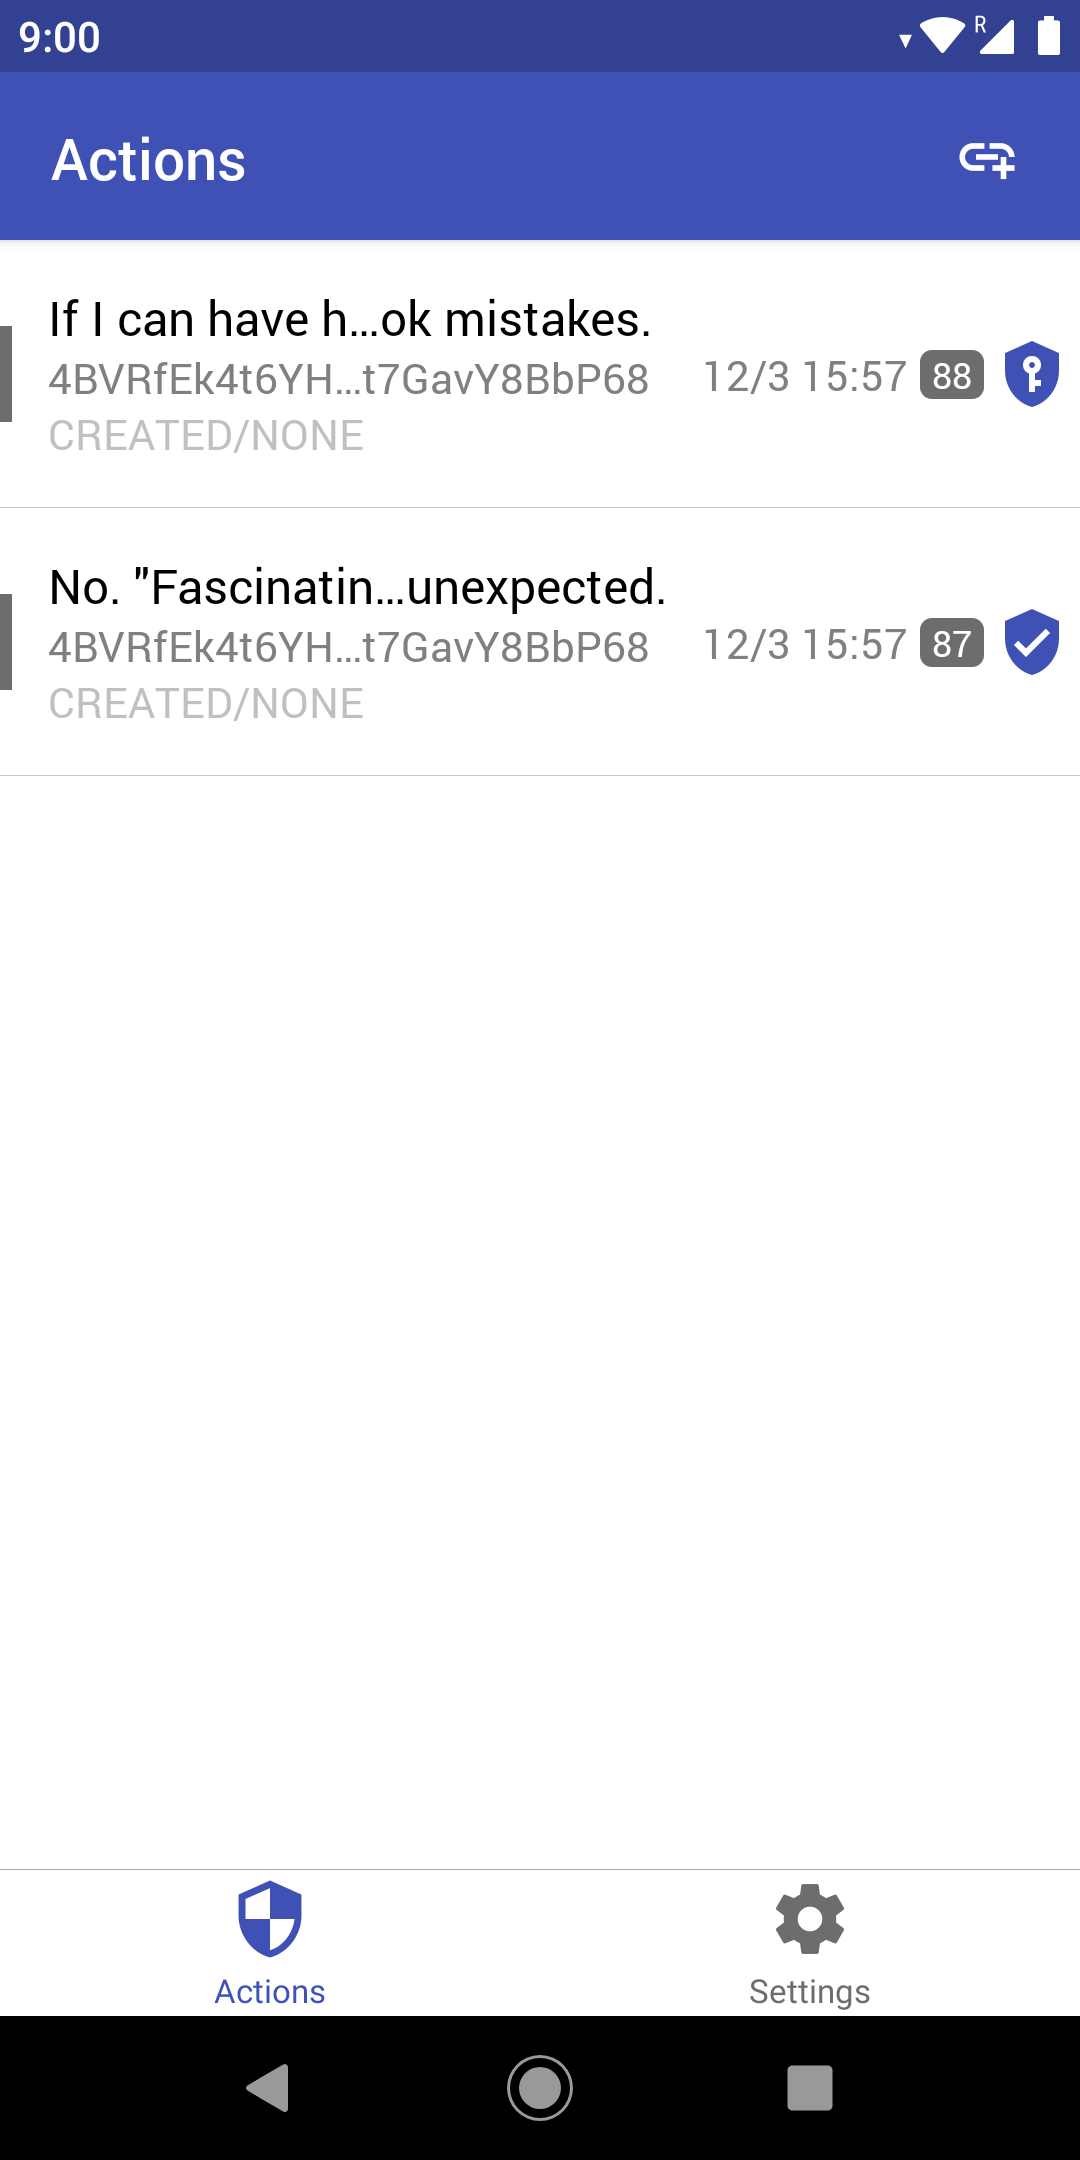 9:00
R
Actions
If I can have h...ok mistakes.
4BVRfEk4t6YH...t7GavY8BbP68
12/3 15:57 88
CREATED/NONE
No. "Fascinatin...unexpected.
4BVRfEk4t6YH...t7GavY8BbP68
12/3 15:57 87
CREATED/NONE
Actions
Settings